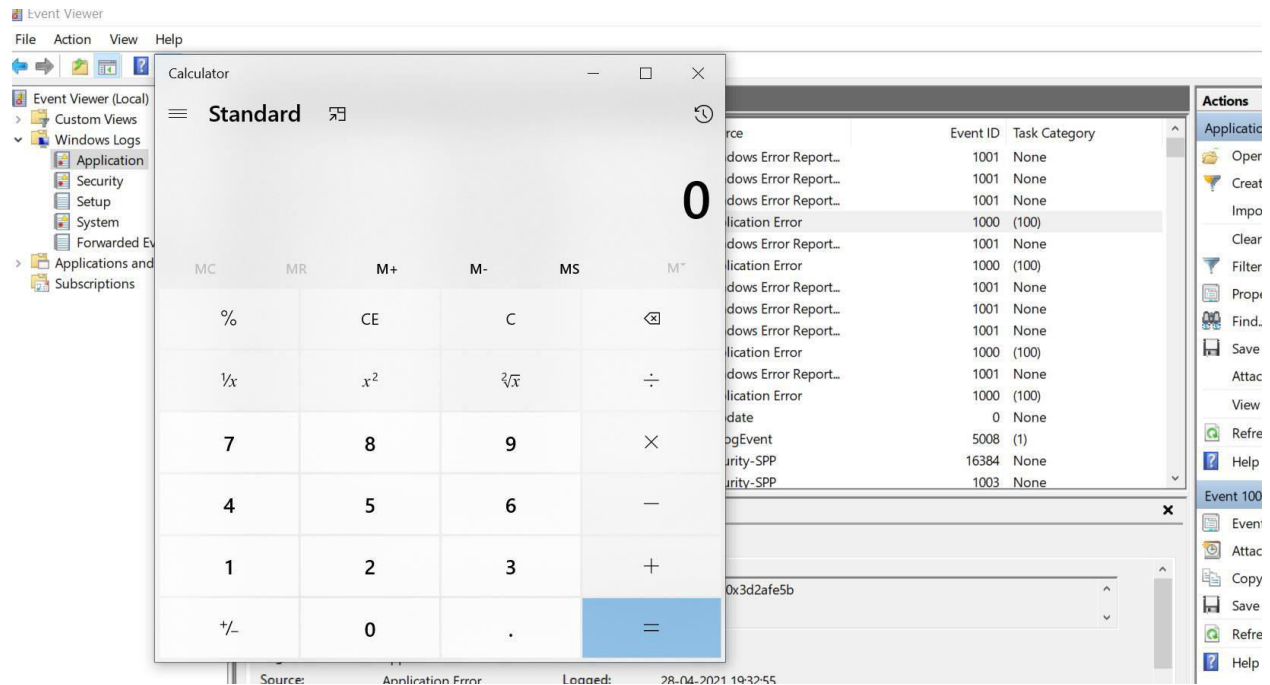 Event Viewer
File Action View Help
Event Viewer (Local)
Custom Views
Windows Logs
Application
Security
Setup
System
Forwarded Ev
Applications and
Subscriptions
Calculator
Standard
0
MC MR M+ M- MS M˅
% CE C
¹/x x² ²√x ÷
7 8 9 ×
4 5 6 −
1 2 3 +
+/− 0 . =
rce Event ID Task Category
dows Error Report... 1001 None
dows Error Report... 1001 None
dows Error Report... 1001 None
lication Error 1000 (100)
dows Error Report... 1001 None
lication Error 1000 (100)
dows Error Report... 1001 None
dows Error Report... 1001 None
dows Error Report... 1001 None
lication Error 1000 (100)
dows Error Report... 1001 None
lication Error 1000 (100)
date 0 None
ogEvent 5008 (1)
urity-SPP 16384 None
urity-SPP 1003 None
0x3d2afe5b
Source: Application Error Logged: 28-04-2021 19:32:55
Actions
Applicatio
Open
Creat
Impo
Clear
Filter
Prope
Find..
Save
Attac
View
Refre
Help
Event 100
Event
Attac
Copy
Save
Refre
Help